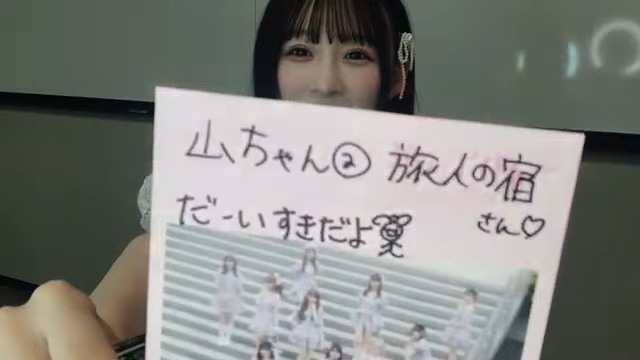 山ちゃん② 旅人の宿
さん♡
だーいすきだよ